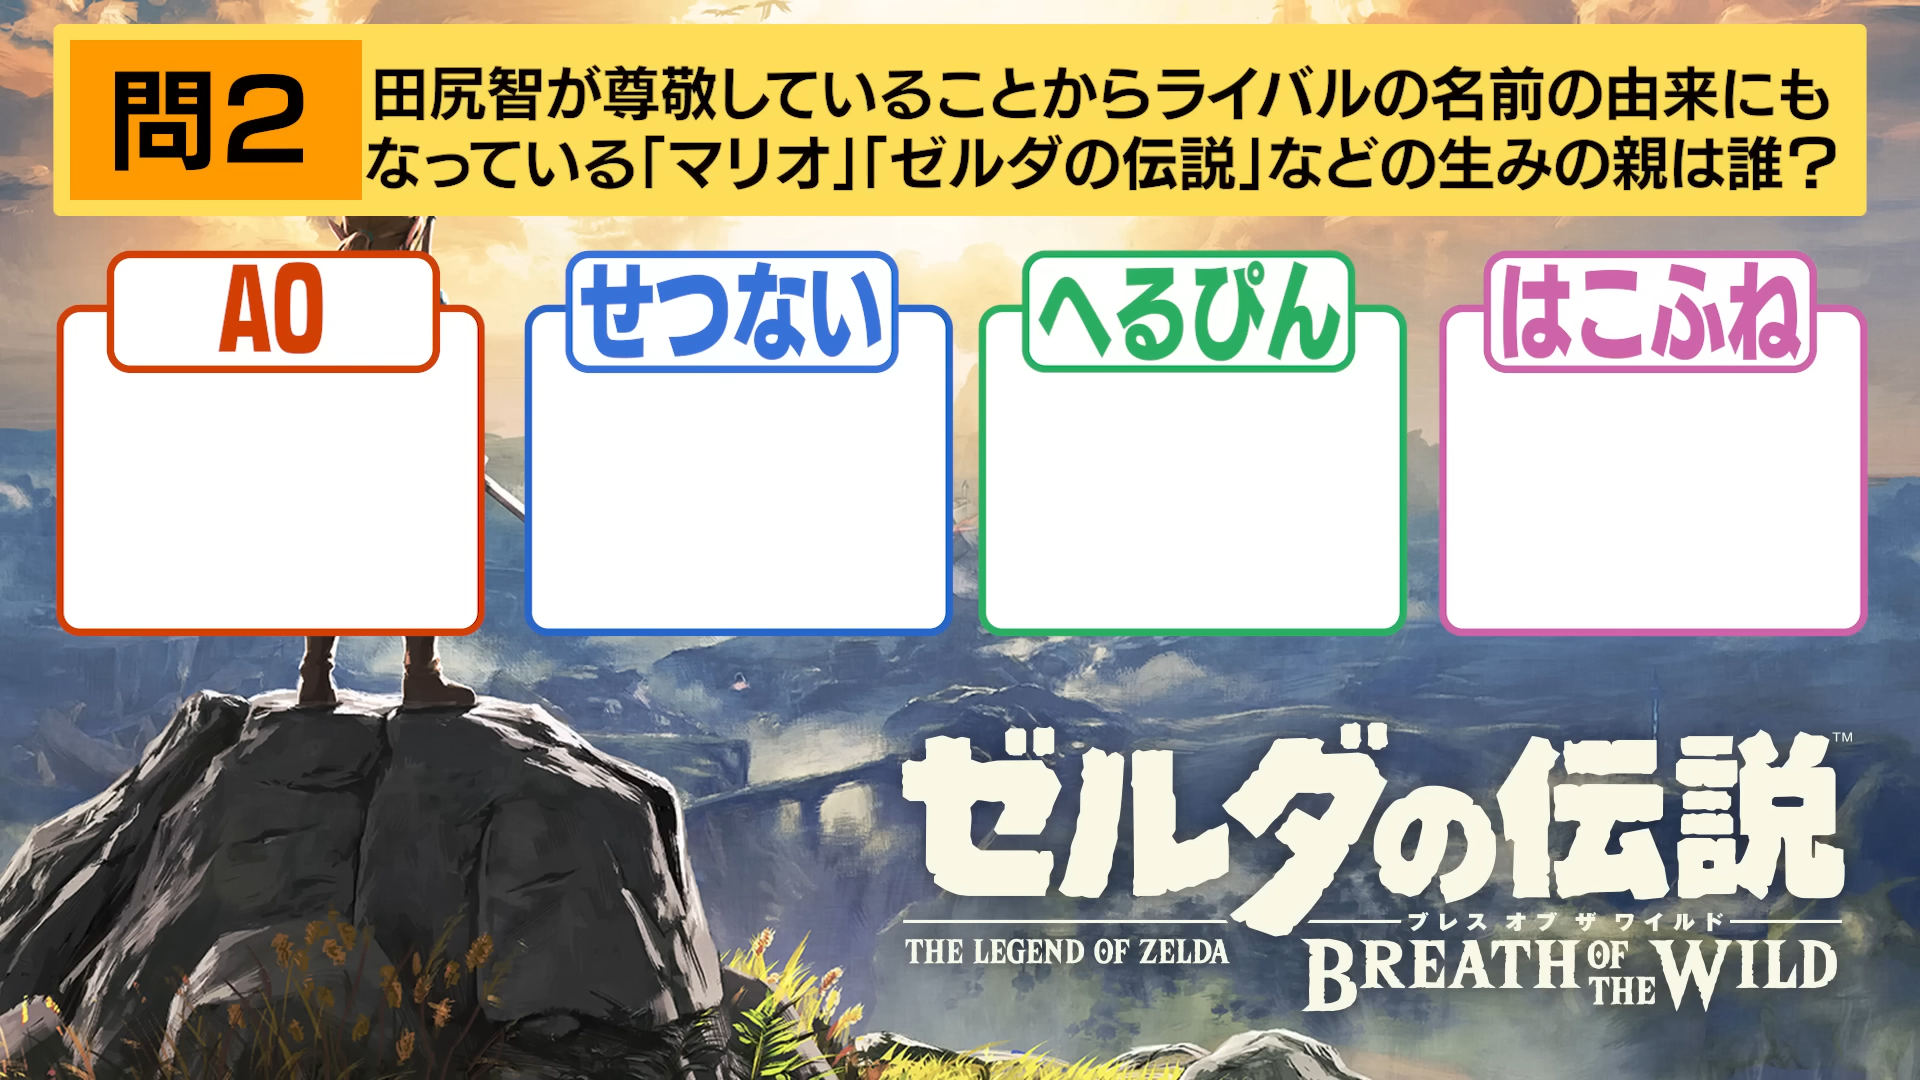 問2
田尻智が尊敬していることからライバルの名前の由来にも
なっている「マリオ」「ゼルダの伝説」などの生みの親は誰？
AO
せつない
へるぴん
はこふね
ゼルダの伝説™
THE LEGEND OF ZELDA
ブレス オブ ザ ワイルド
BREATH OF THE WILD